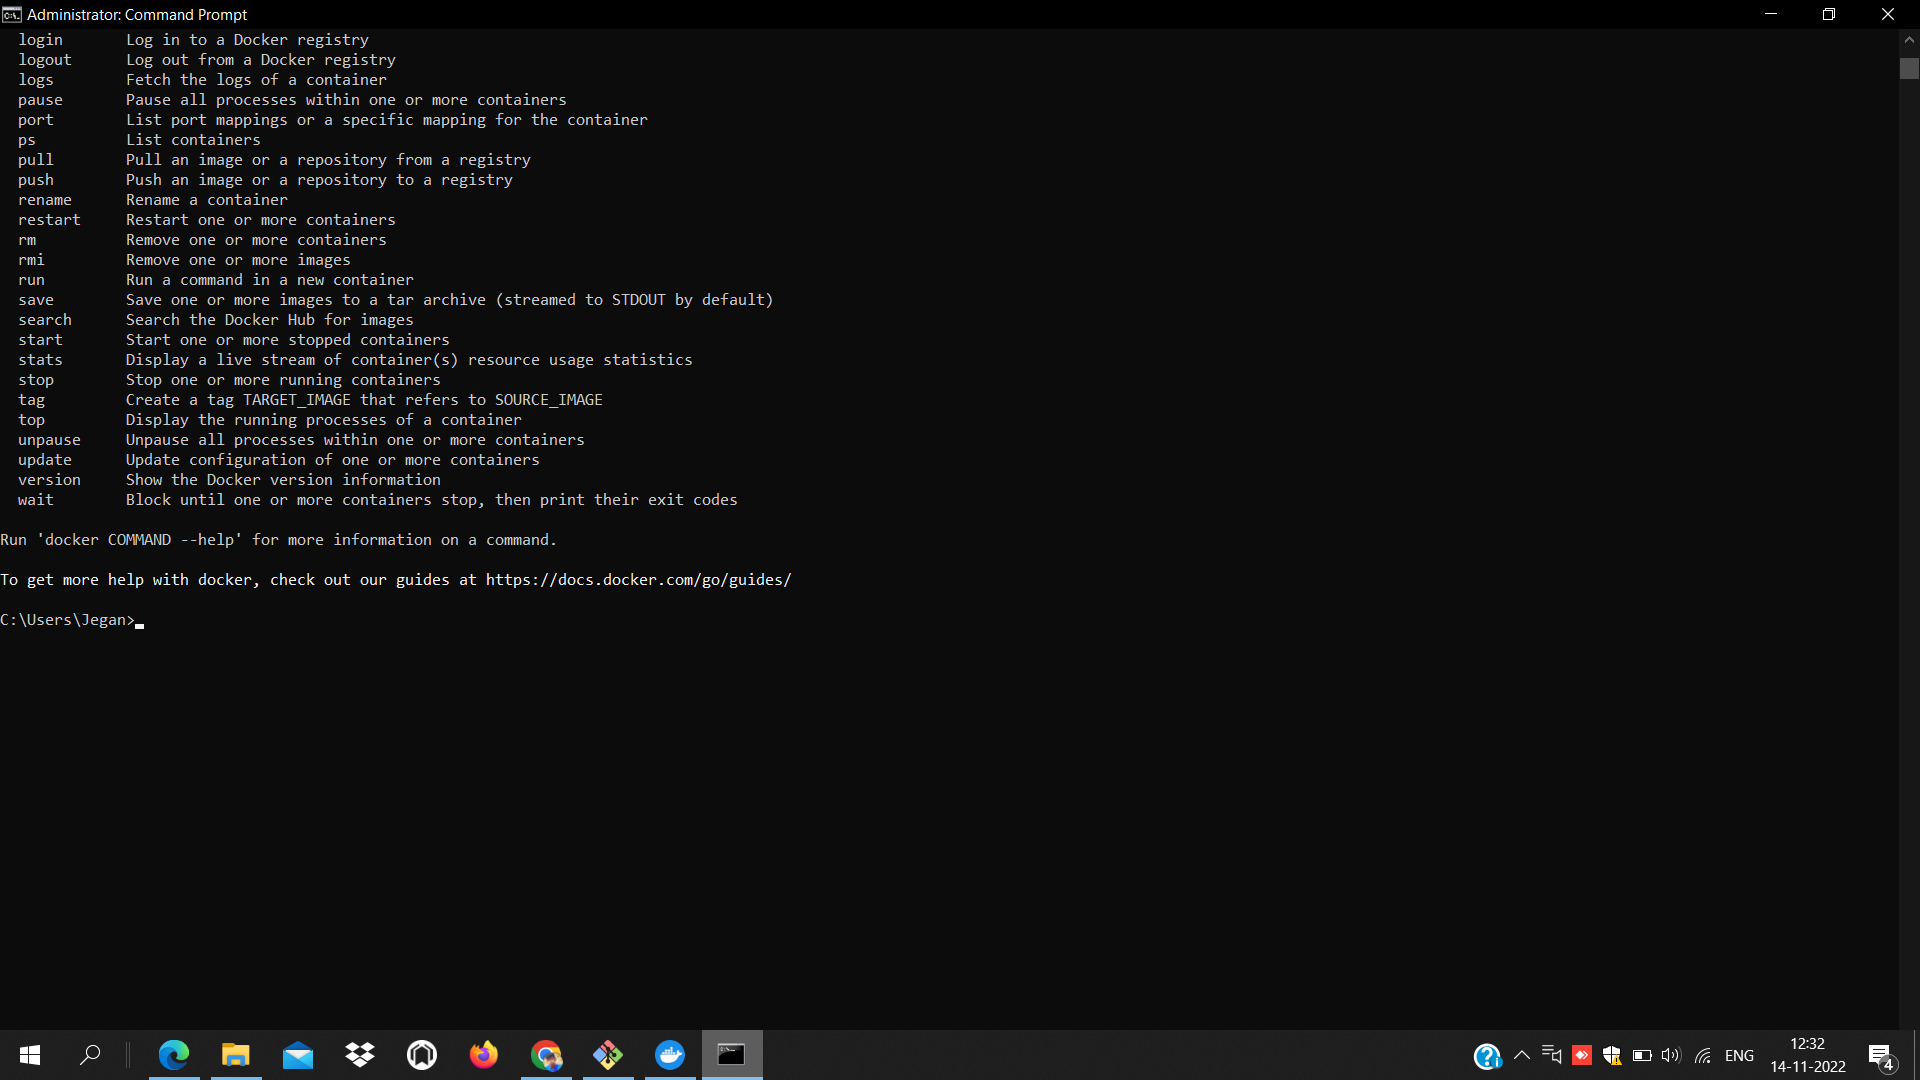 Administrator: Command Prompt
login Log in to a Docker registry
logout Log out from a Docker registry
logs Fetch the logs of a container
pause Pause all processes within one or more containers
port List port mappings or a specific mapping for the container
ps List containers
pull Pull an image or a repository from a registry
push Push an image or a repository to a registry
rename Rename a container
restart Restart one or more containers
rm Remove one or more containers
rmi Remove one or more images
run Run a command in a new container
save Save one or more images to a tar archive (streamed to STDOUT by default)
search Search the Docker Hub for images
start Start one or more stopped containers
stats Display a live stream of container(s) resource usage statistics
stop Stop one or more running containers
tag Create a tag TARGET_IMAGE that refers to SOURCE_IMAGE
top Display the running processes of a container
unpause Unpause all processes within one or more containers
update Update configuration of one or more containers
version Show the Docker version information
wait Block until one or more containers stop, then print their exit codes
Run 'docker COMMAND --help' for more information on a command.
To get more help with docker, check out our guides at https://docs.docker.com/go/guides/
C:\Users\Jegan>
ENG
12:32
14-11-2022
4